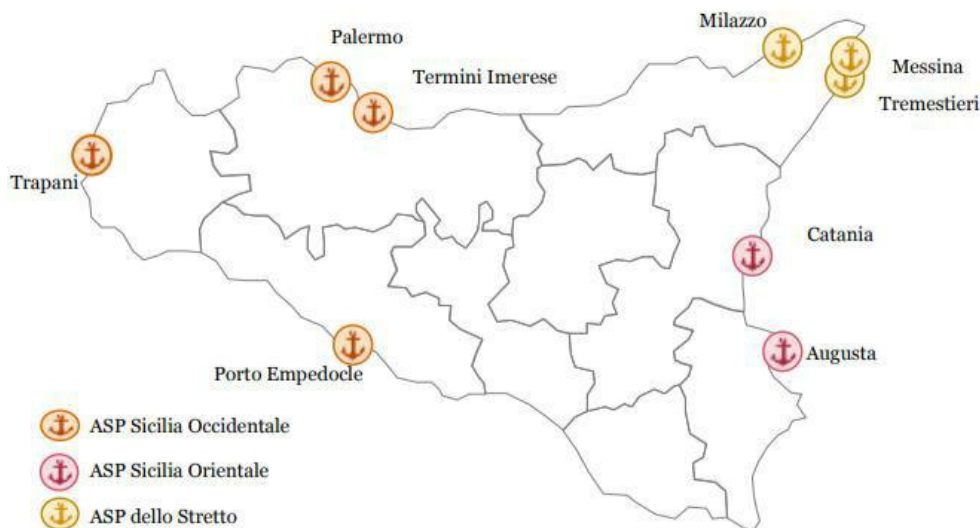 Milazzo
Palermo
Messina
Termini Imerese
Tremestieri
Trapani
Catania
Augusta
Porto Empedocle
ASP Sicilia Occidentale
ASP Sicilia Orientale
ASP dello Stretto